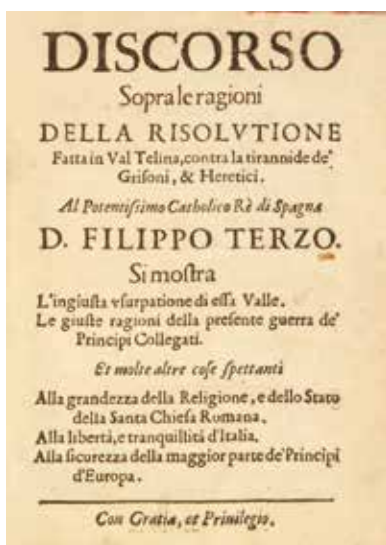 DISCORSO
Sopra le ragioni
DELLA RISOLVTIONE
Fatta in Val Telina, contra la tirannide de'
Grisoni, & Heretici.
Al Potentissimo Catholico Rè di Spagna
D. FILIPPO TERZO.
Si mostra
L'ingiusta vsurpatione di essa Valle.
Le giuste ragioni della presente guerra de'
Principi Collegati.
Et molte altre cose spettanti
Alla grandezza della Religione, e dello Stato
della Santa Chiesa Romana.
Alla libertà, e tranquillità d'Italia.
Alla sicurezza della maggior parte de' Principi
d'Europa.
Con Gratia, et Priuilegio.